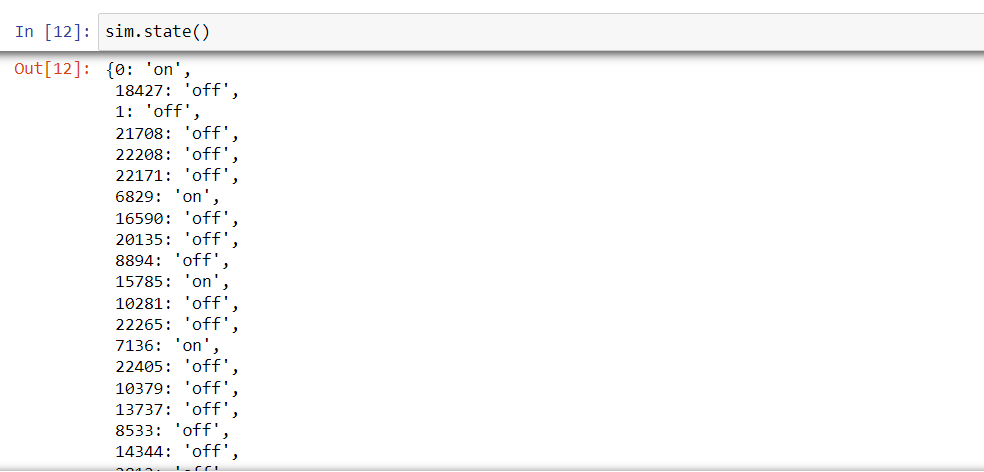 In [12]: sim.state()
Out[12]: {0: 'on',
18427: 'off',
1: 'off',
21708: 'off',
22208: 'off',
22171: 'off',
6829: 'on',
16590: 'off',
20135: 'off',
8894: 'off',
15785: 'on',
10281: 'off',
22265: 'off',
7136: 'on',
22405: 'off',
10379: 'off',
13737: 'off',
8533: 'off',
14344: 'off',